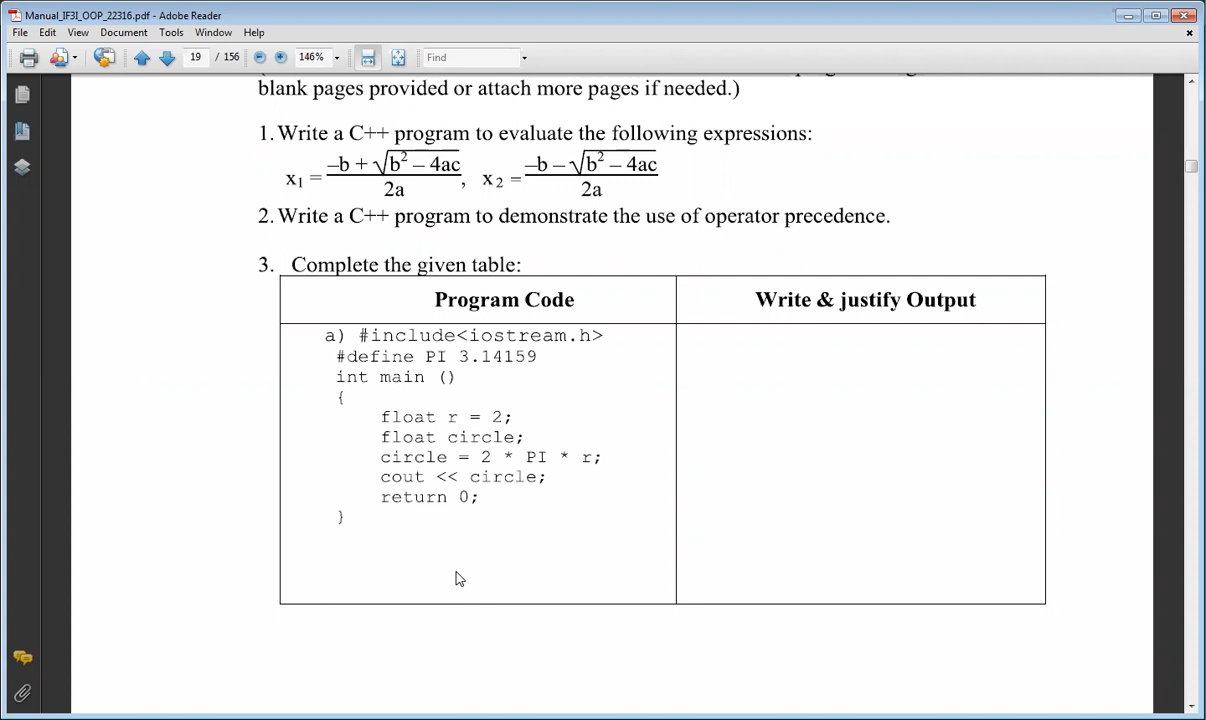 Manual_IF3I_OOP_22316.pdf - Adobe Reader
File Edit View Document Tools Window Help
19 / 156 146% Find
blank pages provided or attach more pages if needed.)
1. Write a C++ program to evaluate the following expressions:
x₁ = (–b + √(b² – 4ac)) / 2a , x₂ = (–b – √(b² – 4ac)) / 2a
2. Write a C++ program to demonstrate the use of operator precedence.
3. Complete the given table:
Program Code Write & justify Output
a) #include<iostream.h>
#define PI 3.14159
int main ()
{
float r = 2;
float circle;
circle = 2 * PI * r;
cout << circle;
return 0;
}